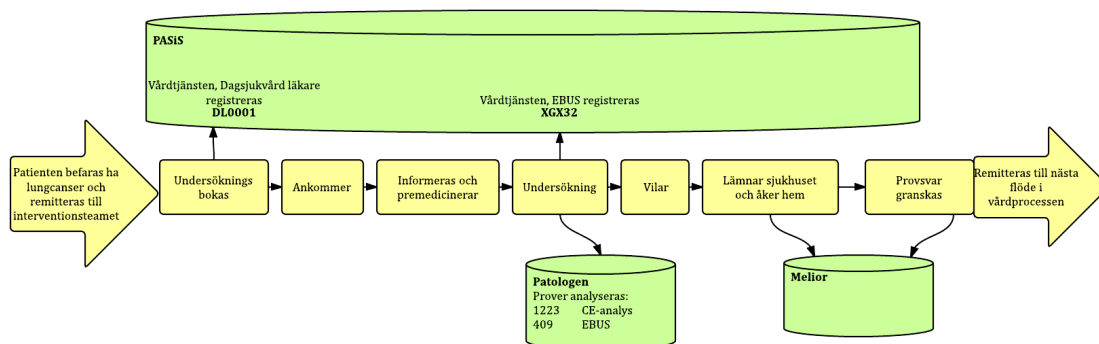 PASiS
Vårdtjänsten, Dagsjukvård läkare
registreras
DL0001
Vårdtjänsten, EBUS registreras
XGX32
Patienten befaras ha
lungcanser och
remitteras till
interventionsteamet
Undersöknings
bokas
Ankommer
Informeras och
premedicinerar
Undersökning
Vilar
Lämnar sjukhuset
och åker hem
Provsvar
granskas
Remitteras till nästa
flöde i
vårdprocessen
Patologen
Prover analyseras:
1223 CE-analys
409 EBUS
Melior